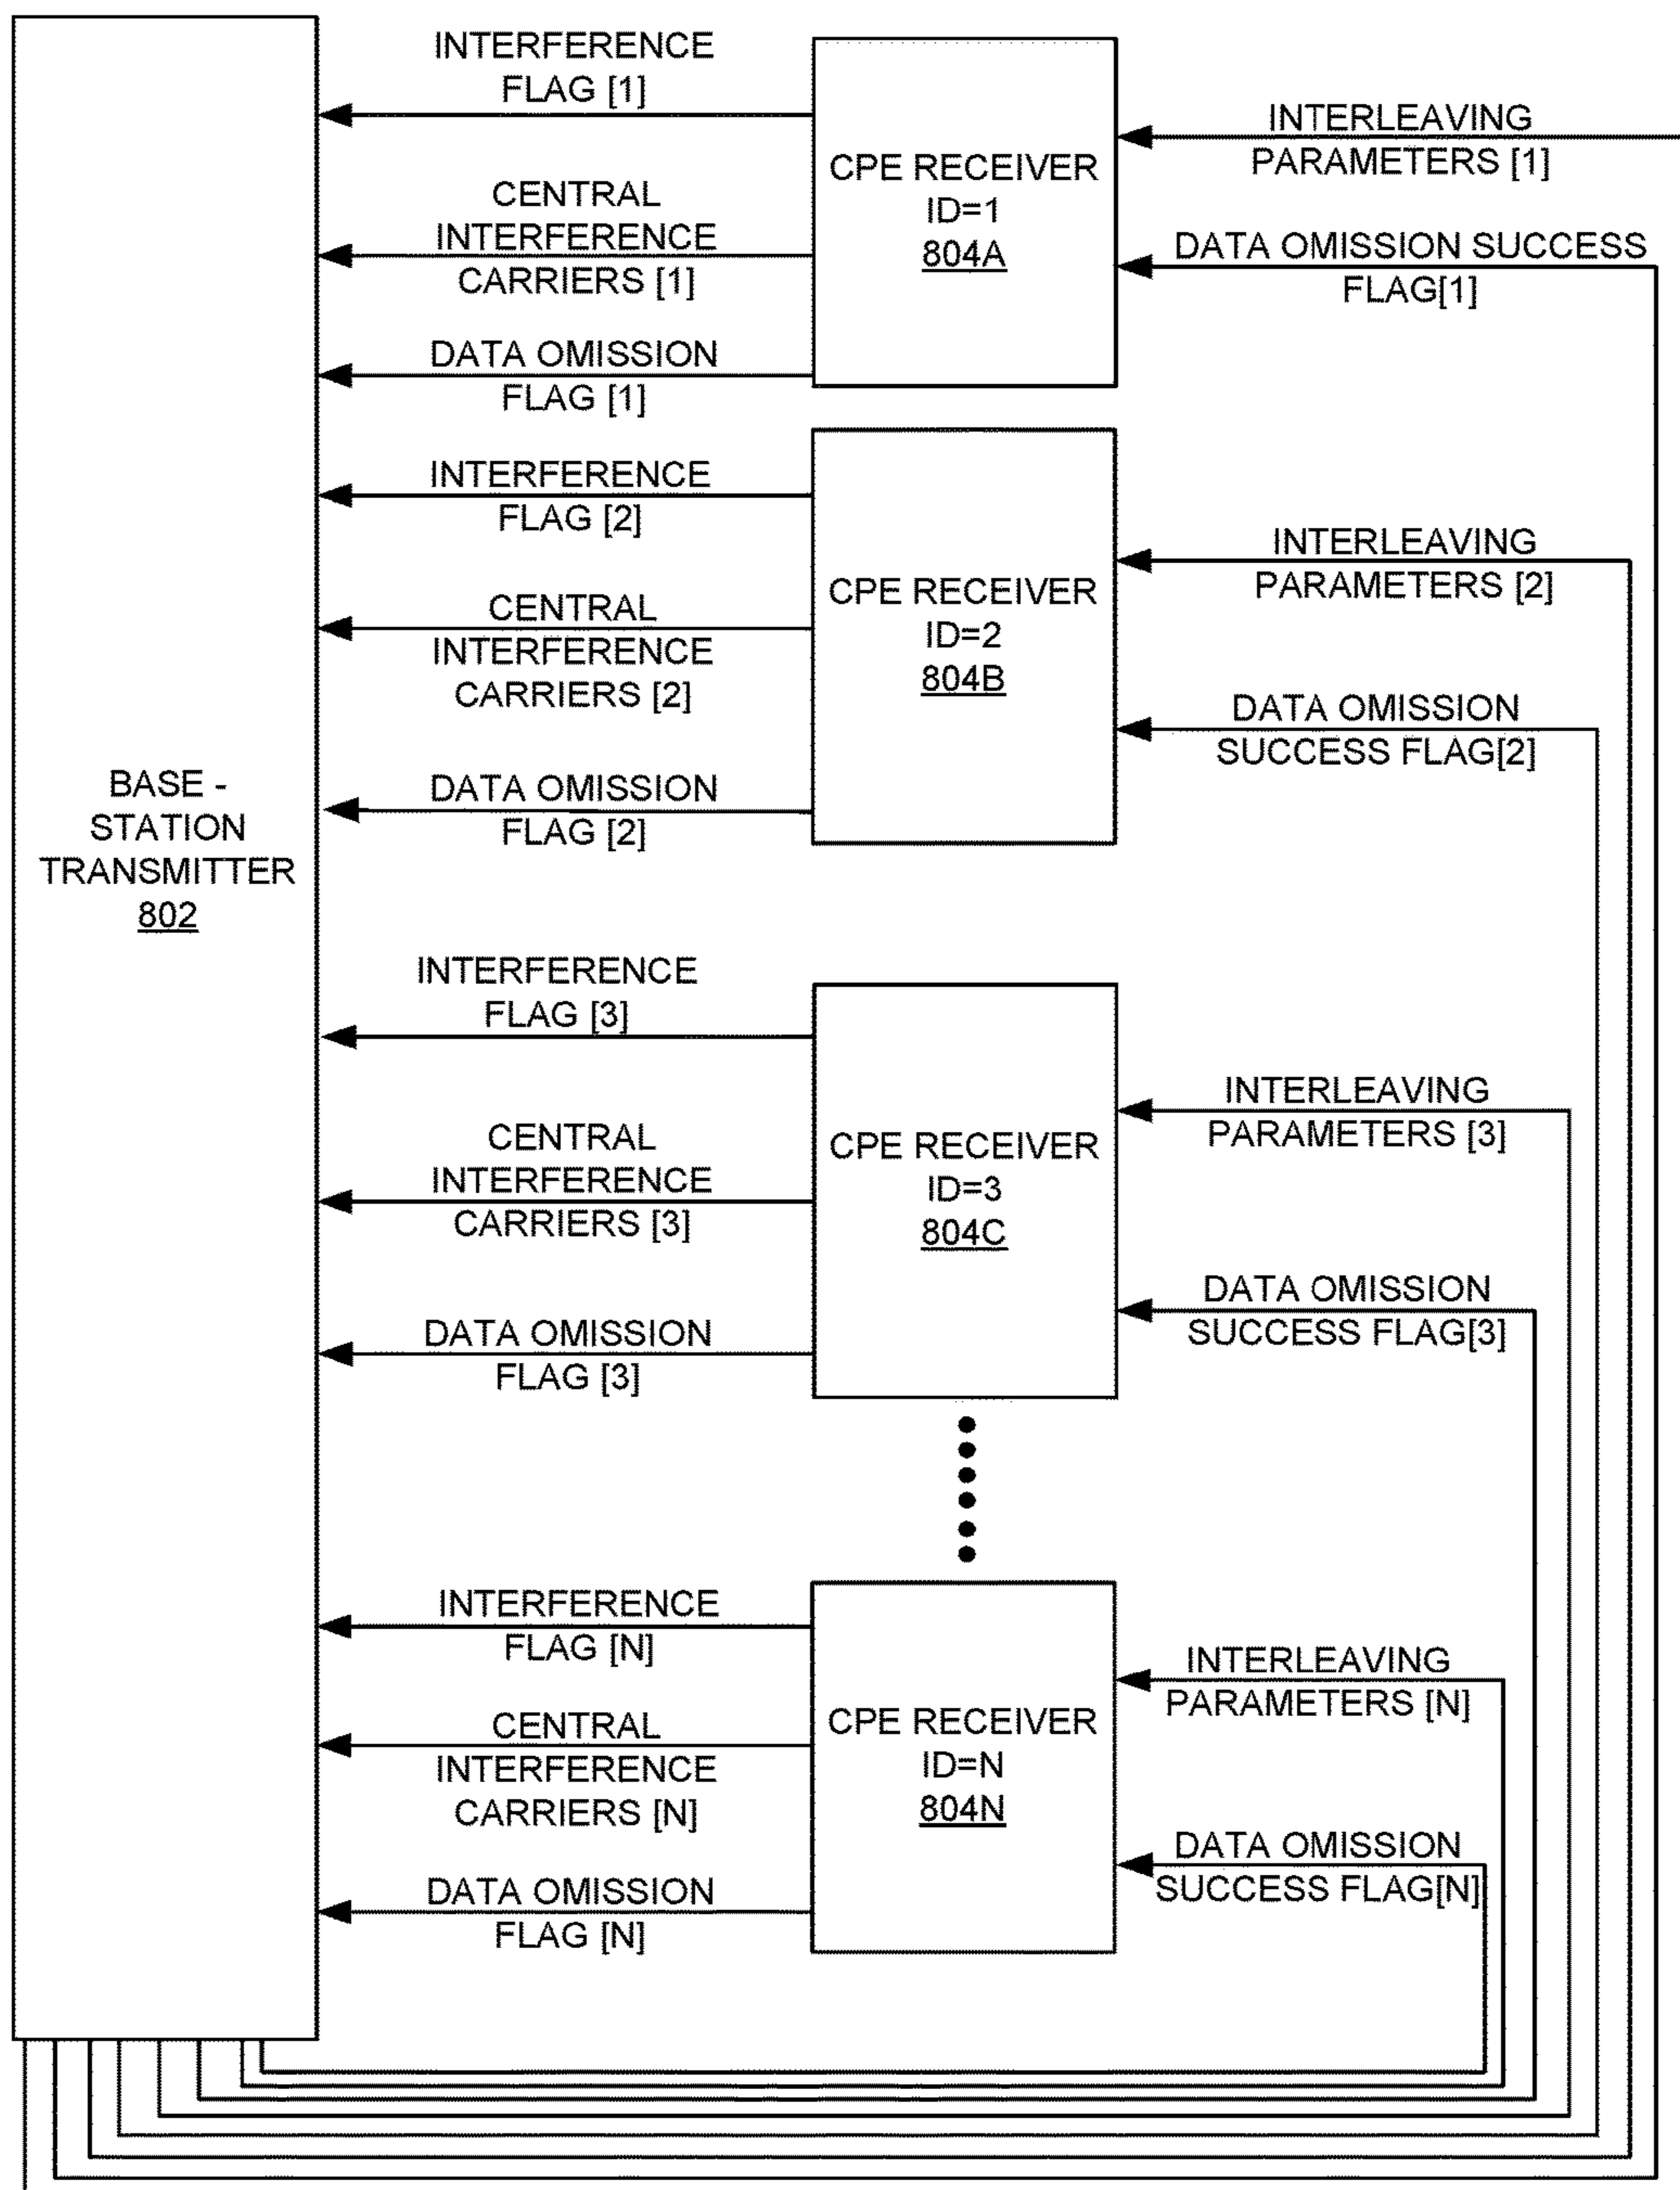 INTERFERENCE
FLAG [1]
CENTRAL
INTERFERENCE
CARRIERS [1]
DATA OMISSION
FLAG [1]
CPE RECEIVER
ID=1
804A
INTERLEAVING
PARAMETERS [1]
DATA OMISSION SUCCESS
FLAG[1]
INTERFERENCE
FLAG [2]
CENTRAL
INTERFERENCE
CARRIERS [2]
DATA OMISSION
FLAG [2]
CPE RECEIVER
ID=2
804B
INTERLEAVING
PARAMETERS [2]
DATA OMISSION
SUCCESS FLAG[2]
BASE -
STATION
TRANSMITTER
802
INTERFERENCE
FLAG [3]
CENTRAL
INTERFERENCE
CARRIERS [3]
DATA OMISSION
FLAG [3]
CPE RECEIVER
ID=3
804C
INTERLEAVING
PARAMETERS [3]
DATA OMISSION
SUCCESS FLAG[3]
INTERFERENCE
FLAG [N]
CENTRAL
INTERFERENCE
CARRIERS [N]
DATA OMISSION
FLAG [N]
CPE RECEIVER
ID=N
804N
INTERLEAVING
PARAMETERS [N]
DATA OMISSION
SUCCESS FLAG[N]